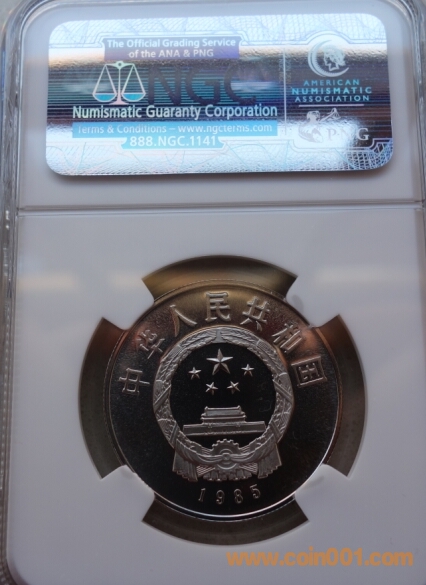 The Official Grading Service
of the ANA & PNG
NGC
Numismatic Guaranty Corporation
Terms & Conditions – www.ngcterms.com
888.NGC.1141
AMERICAN
NUMISMATIC
ASSOCIATION
PNG
中华人民共和国
1985
www.coin001.com